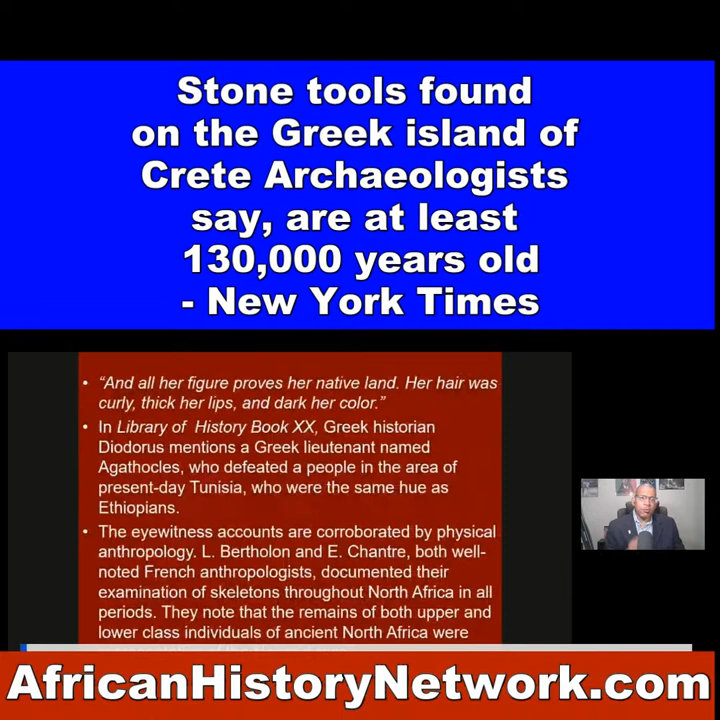 Stone tools found
on the Greek island of
Crete Archaeologists
say, are at least
130,000 years old
- New York Times
• “And all her figure proves her native land. Her hair was
curly, thick her lips, and dark her color.”
• In Library of History Book XX, Greek historian
Diodorus mentions a Greek lieutenant named
Agathocles, who defeated a people in the area of
present-day Tunisia, who were the same hue as
Ethiopians.
• The eyewitness accounts are corroborated by physical
anthropology. L. Bertholon and E. Chantre, both well-
noted French anthropologists, documented their
examination of skeletons throughout North Africa in all
periods. They note that the remains of both upper and
lower class individuals of ancient North Africa were
AfricanHistoryNetwork.com